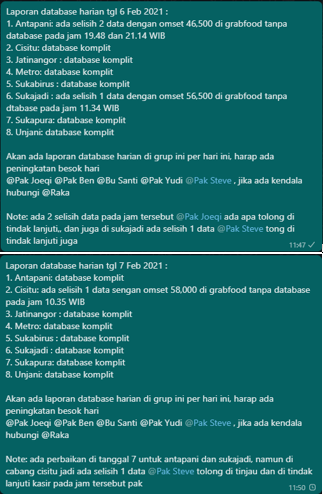 Laporan database harian tgl 6 Feb 2021 :
1. Antapani: ada selisih 2 data dengan omset 46,500 di grabfood tanpa
database pada jam 19.48 dan 21.14 WIB
2. Cisitu: database komplit
3. Jatinangor : database komplit
4. Metro: database komplit
5. Sukabirus : database komplit
6. Sukajadi : ada selisih 1 data dengan omset 56,500 di grabfood tanpa
dtabase pada jam 11.34 WIB
7. Sukapura: database komplit
8. Unjani: database komplit
Akan ada laporan database harian di grup ini per hari ini, harap ada
peningkatan besok hari
@Pak Joeqi @Pak Ben @Bu Santi @Pak Yudi @Pak Steve , jika ada kendala
hubungi @Raka
Note: ada 2 selisih data pada jam tersebut @Pak Joeqi ada apa tolong di
tindak lanjuti,, dan juga di sukajadi ada selisih 1 data @Pak Steve tong di
tindak lanjuti juga
11:47
Laporan database harian tgl 7 Feb 2021 :
1. Antapani: database komplit
2. Cisitu: ada selisih 1 data sengan omset 58,000 di grabfood tanpa database
pada jam 10.35 WIB
3. Jatinangor : database komplit
4. Metro: database komplit
5. Sukabirus : database komplit
6. Sukajadi : database komplit
7. Sukapura: database komplit
8. Unjani: database komplit
Akan ada laporan database harian di grup ini per hari ini, harap ada
peningkatan besok hari
@Pak Joeqi @Pak Ben @Bu Santi @Pak Yudi @Pak Steve , jika ada kendala
hubungi @Raka
Note: ada perbaikan di tanggal 7 untuk antapani dan sukajadi, namun di
cabang cisitu jadi ada selisih 1 data @Pak Steve tolong di tinjau dan di tindak
lanjuti kasir pada jam tersebut pak
11:50